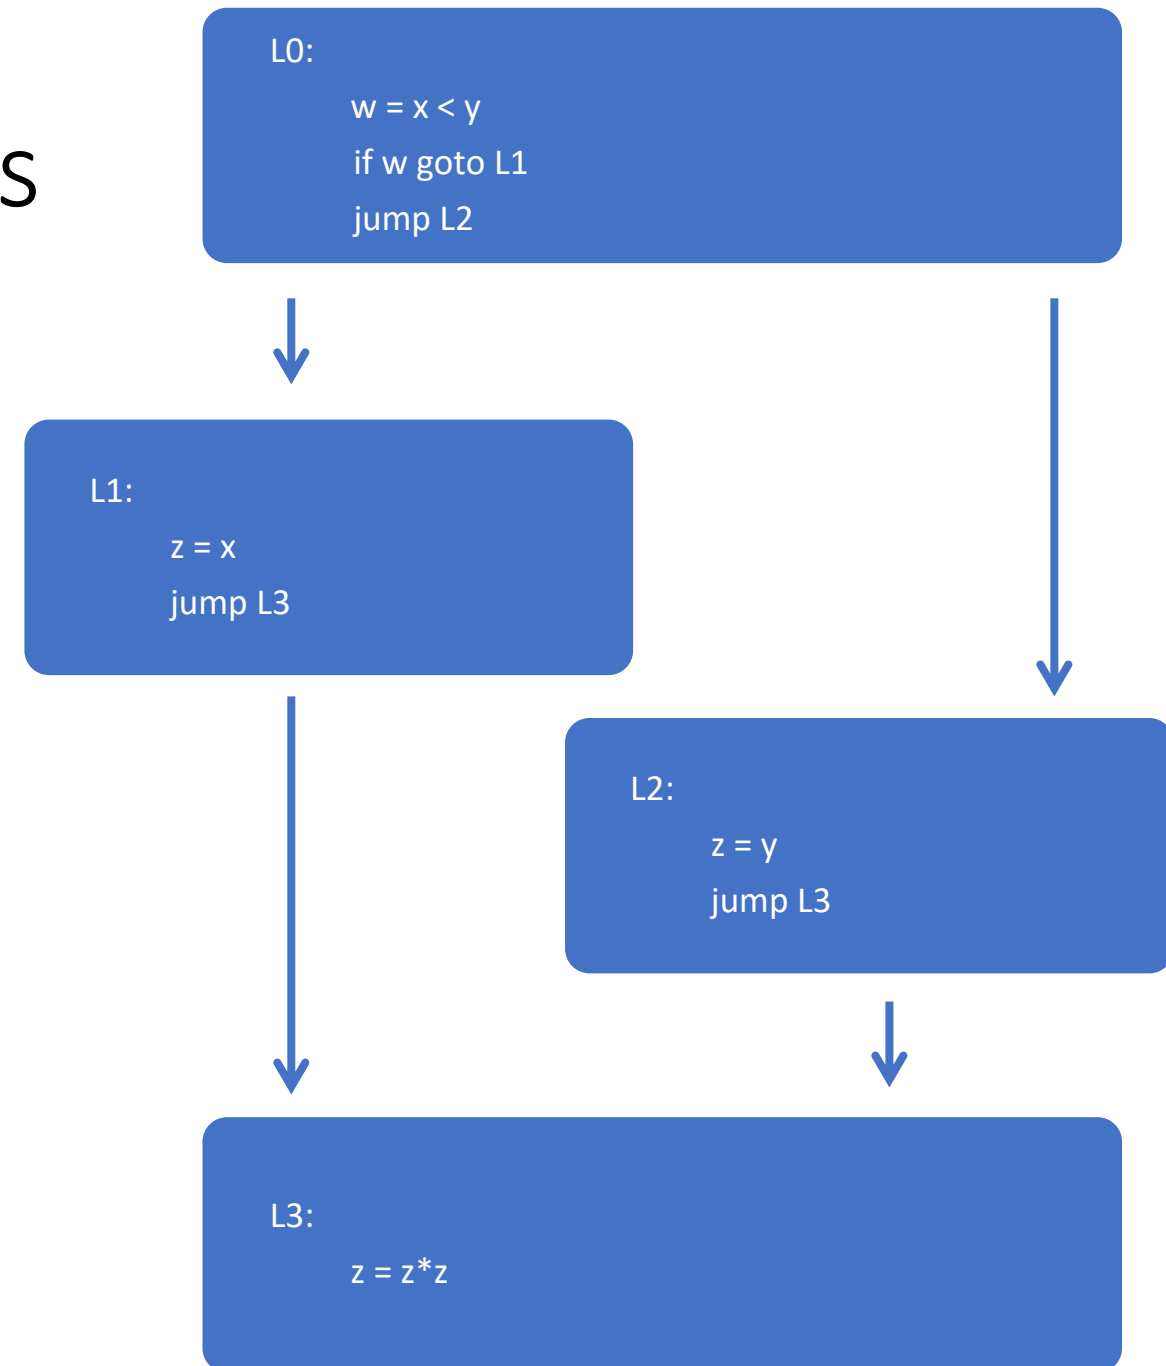 L0:
w = x < y
s
if w goto L1
jump L2
L1:
z = x
jump L3
L2:
z = y
jump L3
L3:
z = z*z